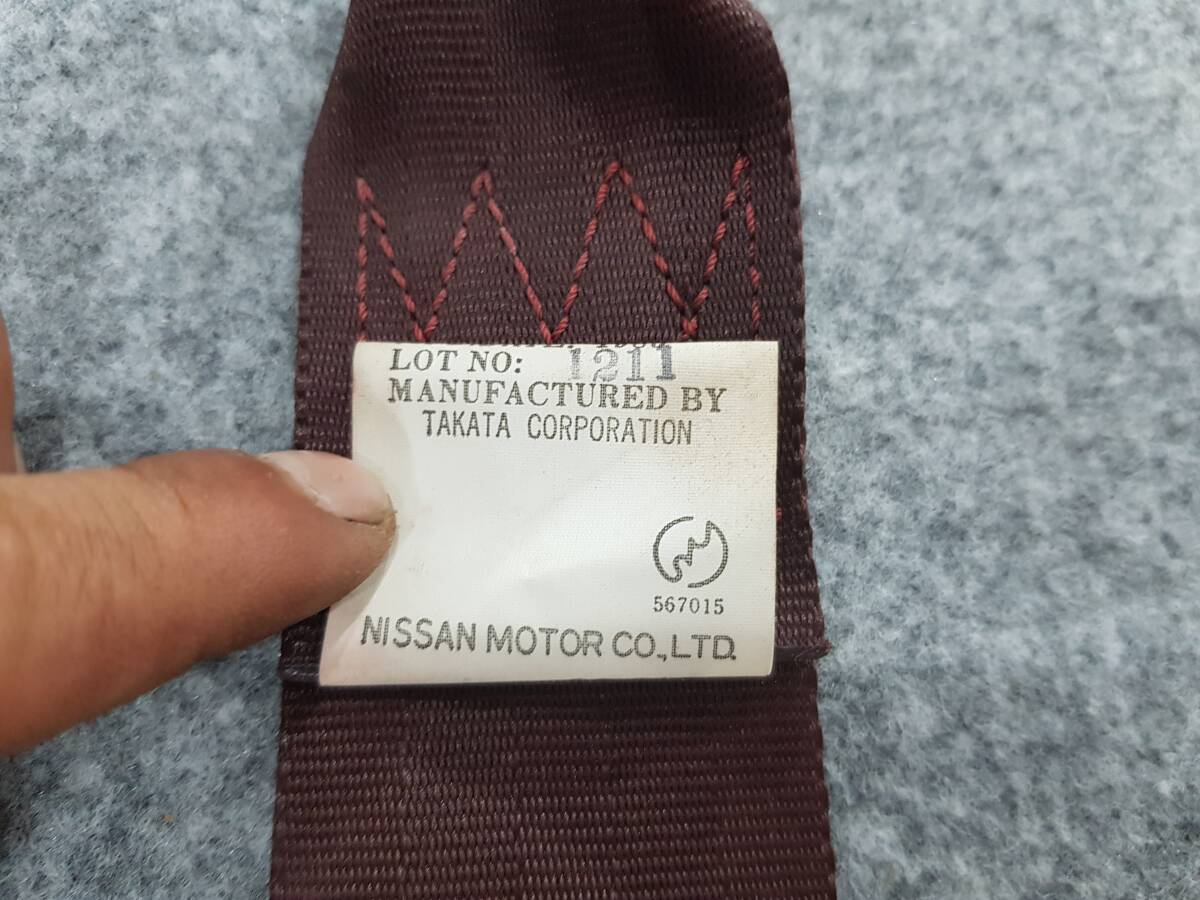 LOT NO: 1211
MANUFACTURED BY
TAKATA CORPORATION
567015
NISSAN MOTOR CO.,LTD.